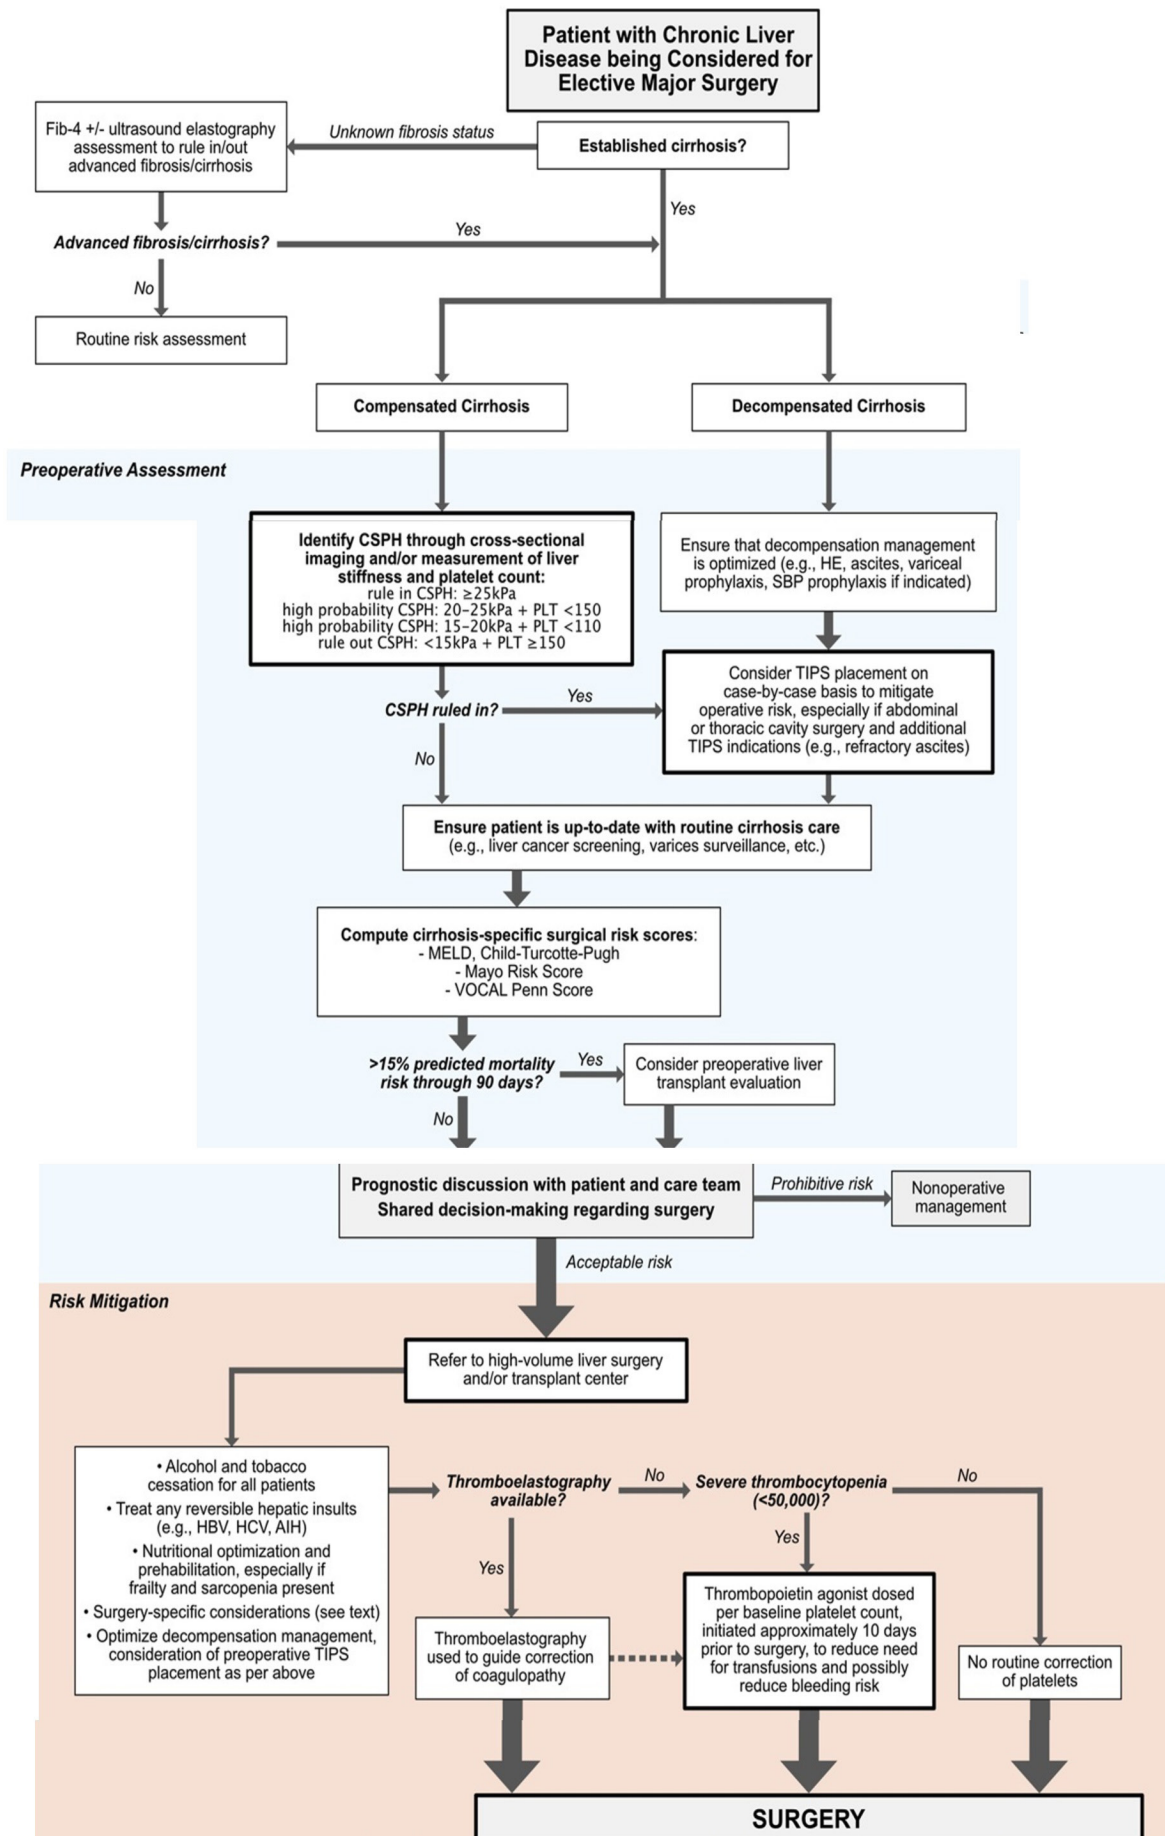 Patient with Chronic Liver
Disease being Considered for
Elective Major Surgery
Fib-4 +/- ultrasound elastography
assessment to rule in/out
advanced fibrosis/cirrhosis
Unknown fibrosis status
Established cirrhosis?
Yes
Advanced fibrosis/cirrhosis?
Yes
No
Routine risk assessment
Compensated Cirrhosis
Decompensated Cirrhosis
Preoperative Assessment
Identify CSPH through cross-sectional
imaging and/or measurement of liver
stiffness and platelet count:
rule in CSPH: ≥25kPa
high probability CSPH: 20–25kPa + PLT <150
high probability CSPH: 15–20kPa + PLT <110
rule out CSPH: <15kPa + PLT ≥150
Ensure that decompensation management
is optimized (e.g., HE, ascites, variceal
prophylaxis, SBP prophylaxis if indicated)
CSPH ruled in?
Yes
No
Consider TIPS placement on
case-by-case basis to mitigate
operative risk, especially if abdominal
or thoracic cavity surgery and additional
TIPS indications (e.g., refractory ascites)
Ensure patient is up-to-date with routine cirrhosis care
(e.g., liver cancer screening, varices surveillance, etc.)
Compute cirrhosis-specific surgical risk scores:
- MELD, Child-Turcotte-Pugh
- Mayo Risk Score
- VOCAL Penn Score
>15% predicted mortality
risk through 90 days?
Yes
No
Consider preoperative liver
transplant evaluation
Prognostic discussion with patient and care team
Shared decision-making regarding surgery
Prohibitive risk
Nonoperative
management
Acceptable risk
Risk Mitigation
Refer to high-volume liver surgery
and/or transplant center
• Alcohol and tobacco
cessation for all patients
• Treat any reversible hepatic insults
(e.g., HBV, HCV, AIH)
• Nutritional optimization and
prehabilitation, especially if
frailty and sarcopenia present
• Surgery-specific considerations (see text)
• Optimize decompensation management,
consideration of preoperative TIPS
placement as per above
Thromboelastography
available?
No
Severe thrombocytopenia
(<50,000)?
No
Yes
Yes
Thromboelastography
used to guide correction
of coagulopathy
Thrombopoietin agonist dosed
per baseline platelet count,
initiated approximately 10 days
prior to surgery, to reduce need
for transfusions and possibly
reduce bleeding risk
No routine correction
of platelets
SURGERY